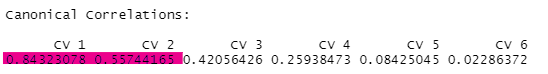 Canonical Correlations:
CV 1 CV 2 CV 3 CV 4 CV 5 CV 6
0.84323078 0.55744165 0.42056426 0.25938473 0.08425045 0.02286372